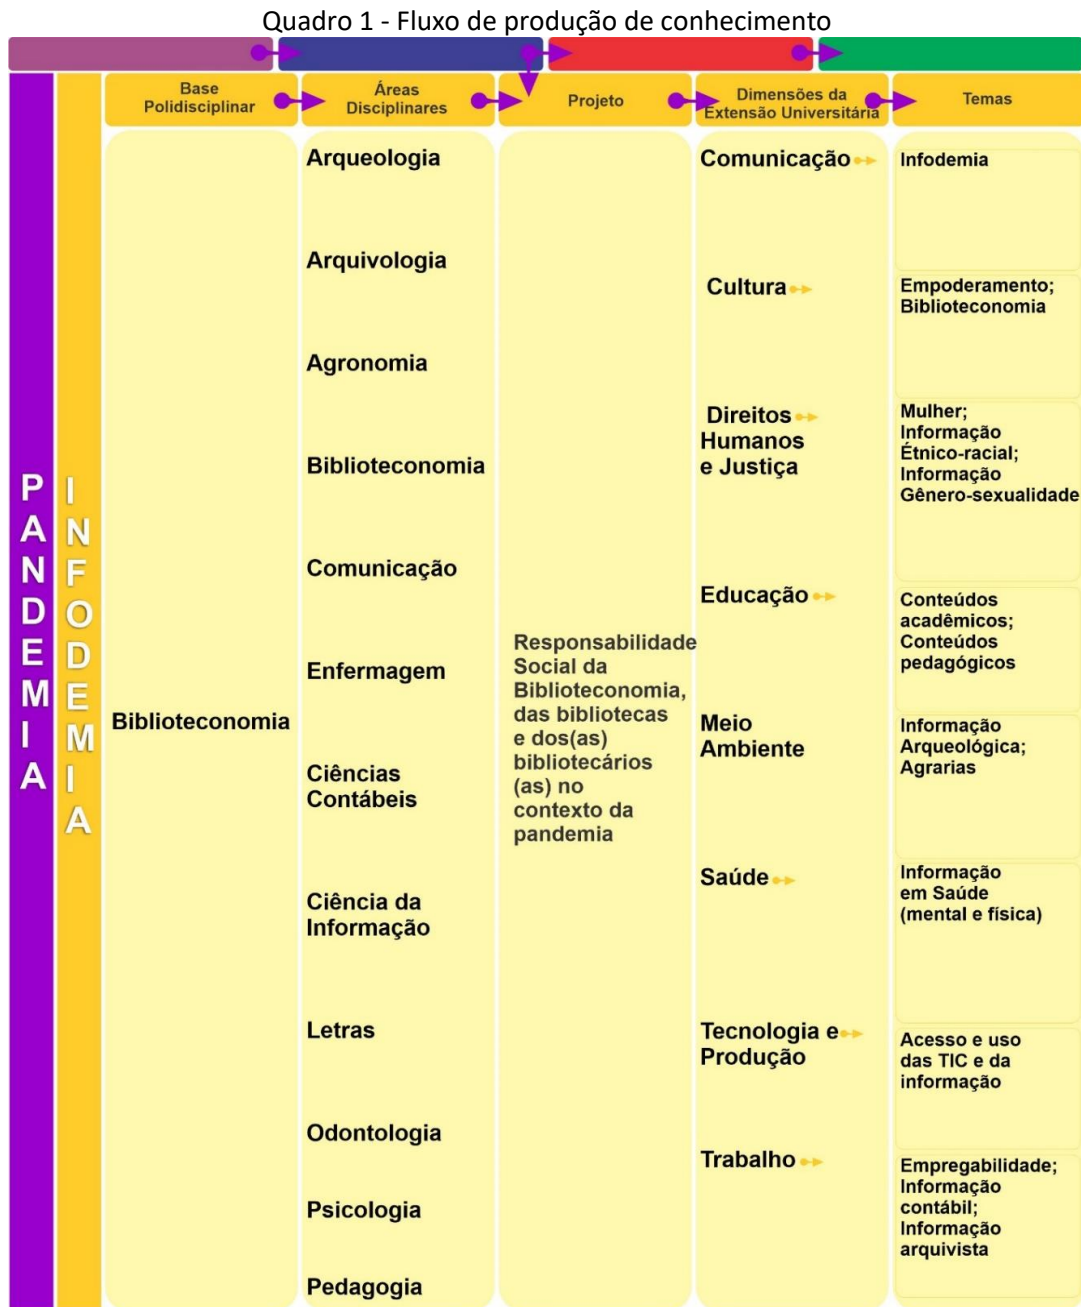 Quadro 1 - Fluxo de produção de conhecimento
PANDEMIA
INFODEMIA
Base
Polidisciplinar
Áreas
Disciplinares
Projeto
Dimensões da
Extensão Universitária
Temas
Biblioteconomia
Arqueologia
Arquivologia
Agronomia
Biblioteconomia
Comunicação
Enfermagem
Ciências
Contábeis
Ciência da
Informação
Letras
Odontologia
Psicologia
Pedagogia
Responsabilidade
Social da
Biblioteconomia,
das bibliotecas
e dos(as)
bibliotecários
(as) no
contexto da
pandemia
Comunicação
Infodemia
Cultura
Empoderamento;
Biblioteconomia
Direitos
Humanos
e Justiça
Mulher;
Informação
Étnico-racial;
Informação
Gênero-sexualidade
Educação
Conteúdos
acadêmicos;
Conteúdos
pedagógicos
Meio
Ambiente
Informação
Arqueológica;
Agrarias
Saúde
Informação
em Saúde
(mental e física)
Tecnologia e
Produção
Acesso e uso
das TIC e da
informação
Trabalho
Empregabilidade;
Informação
contábil;
Informação
arquivista